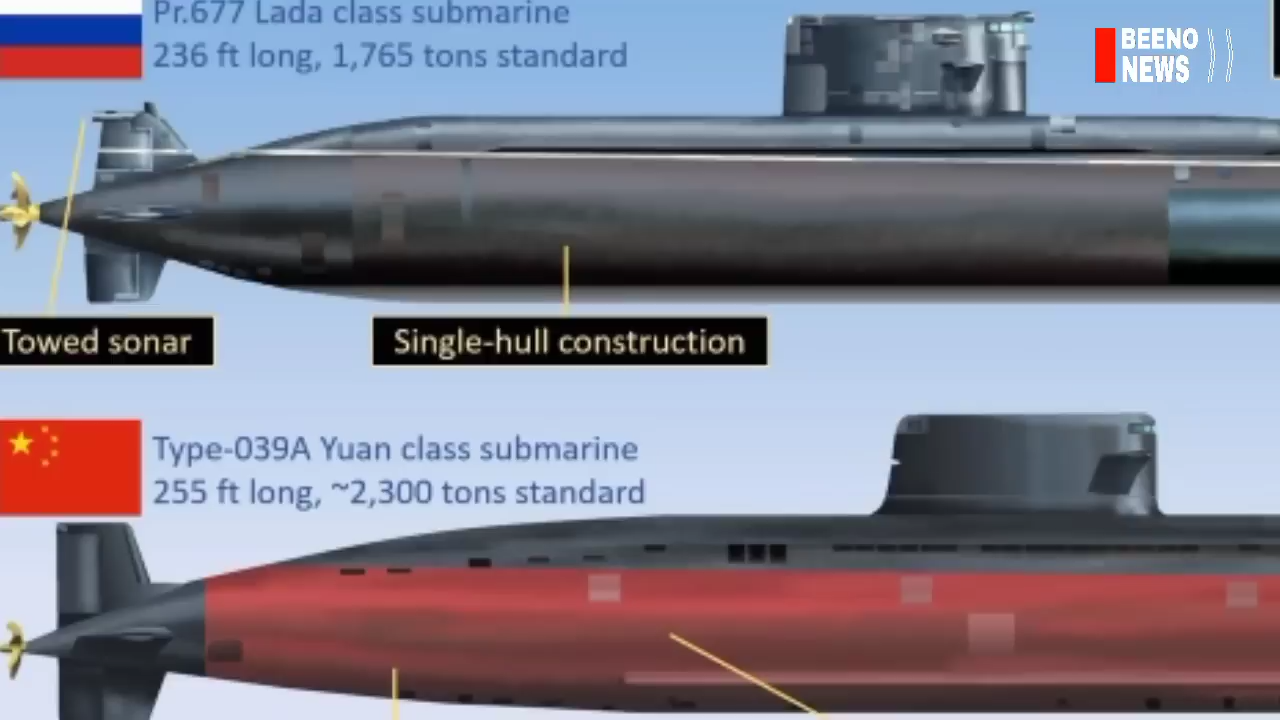 Pr.677 Lada class submarine
236 ft long, 1,765 tons standard
BEENO
NEWS
Towed sonar
Single-hull construction
Type-039A Yuan class submarine
255 ft long, ~2,300 tons standard